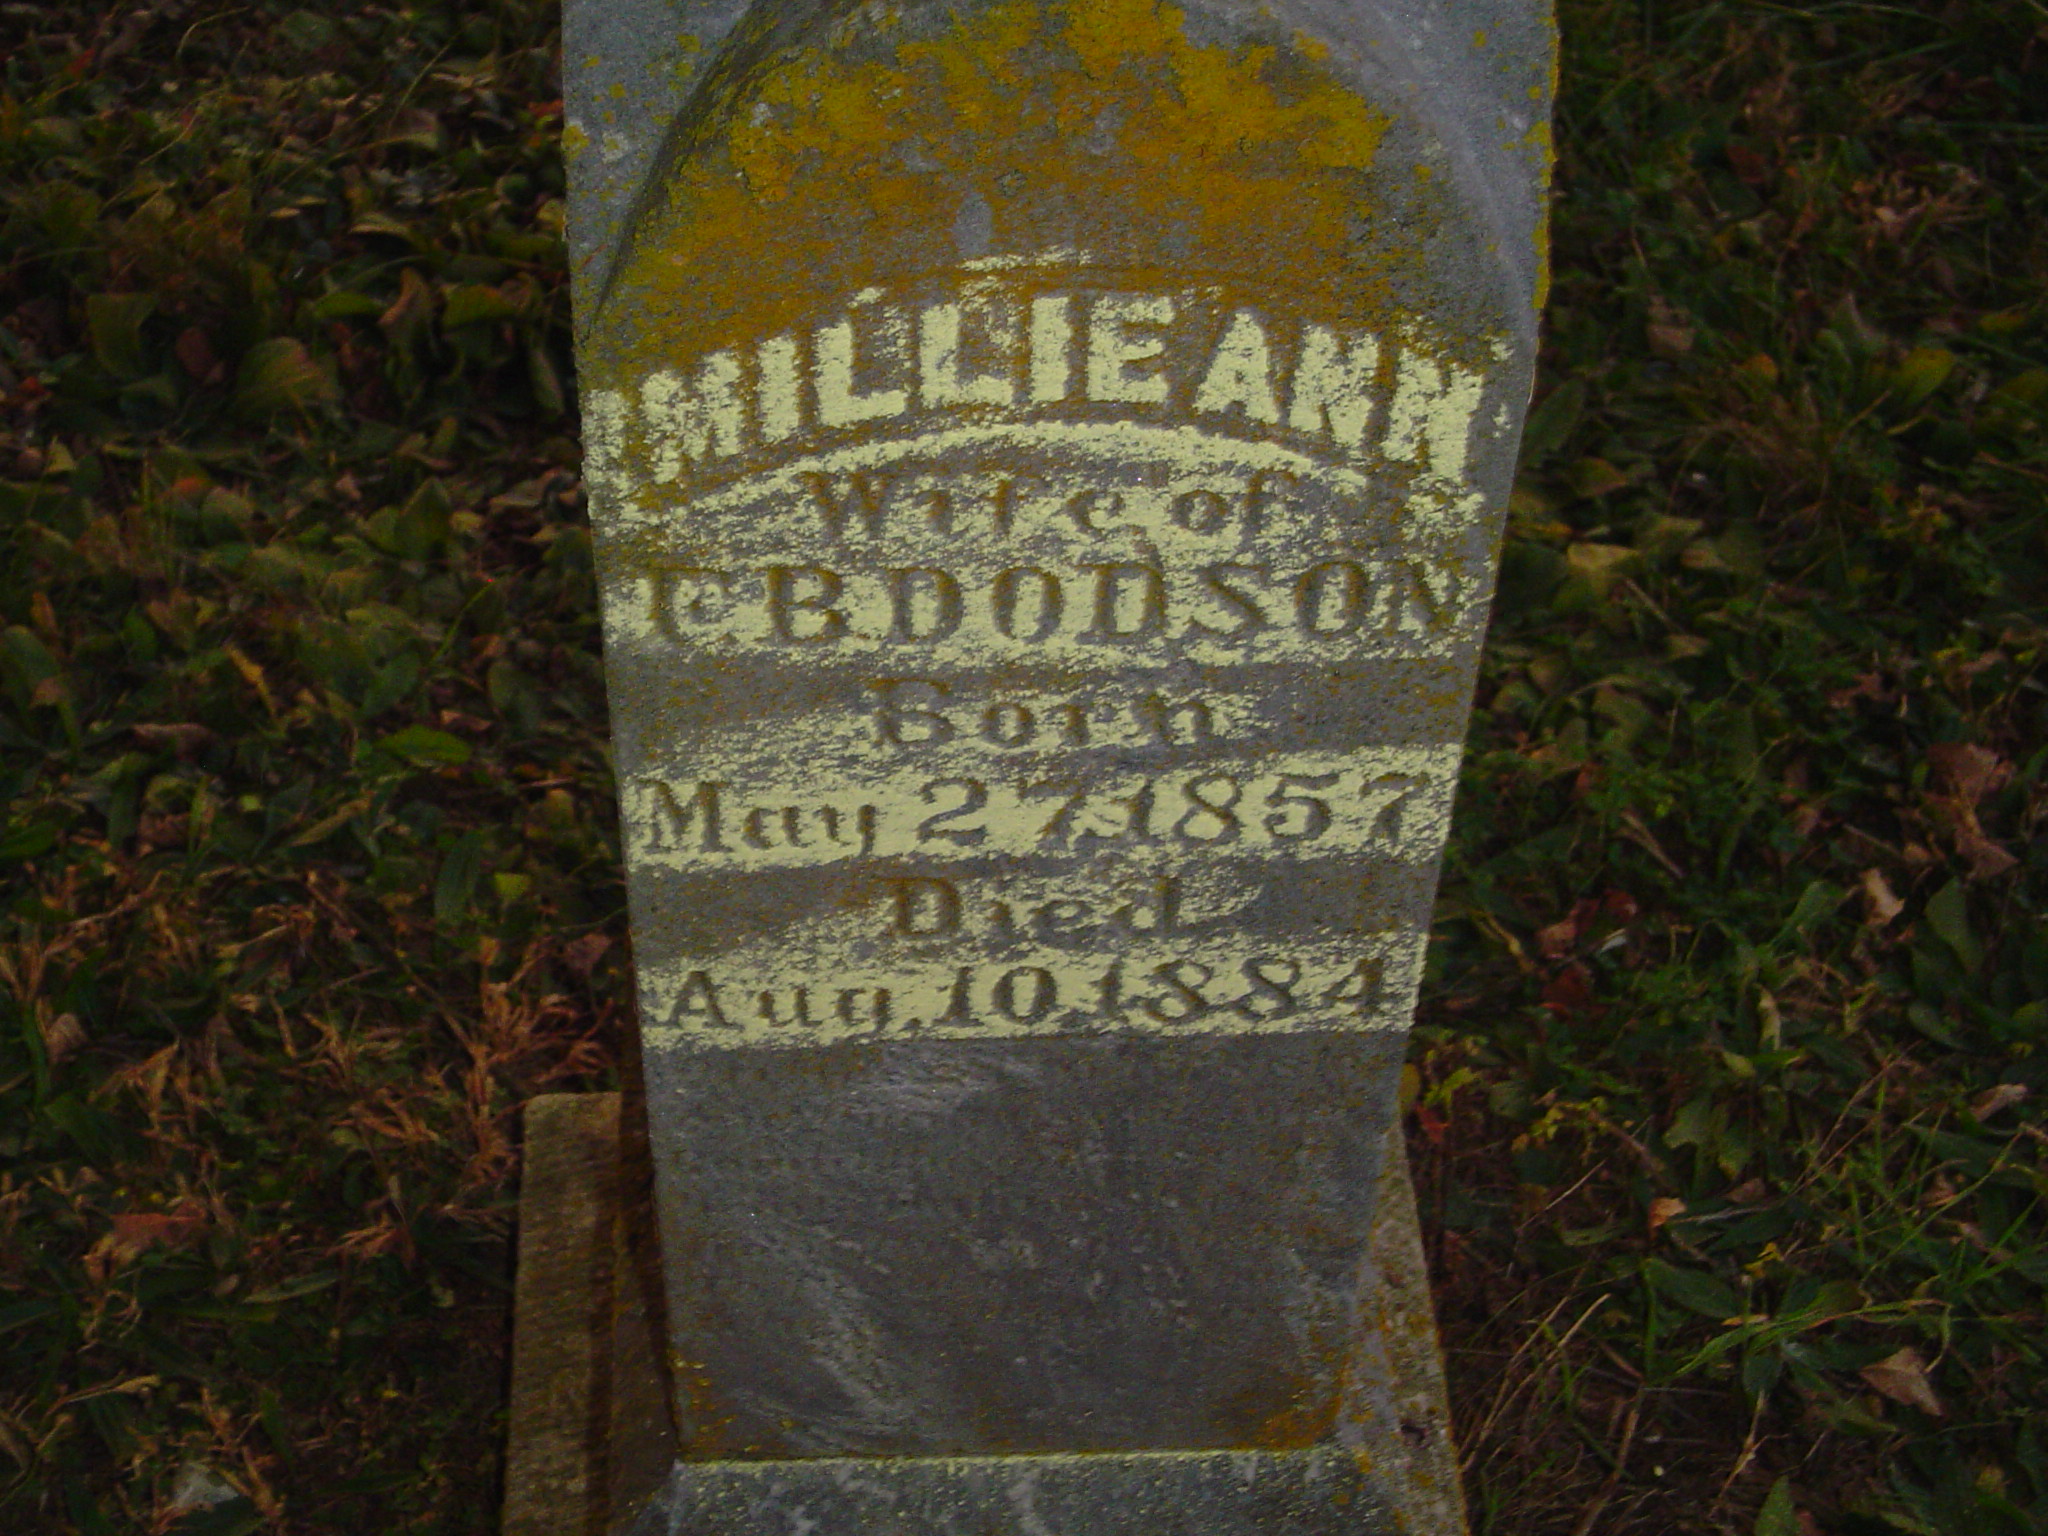 MILLIE ANN
Wife of
T. B. DODSON
Born
May 27, 1857
Died
Aug. 10, 1884